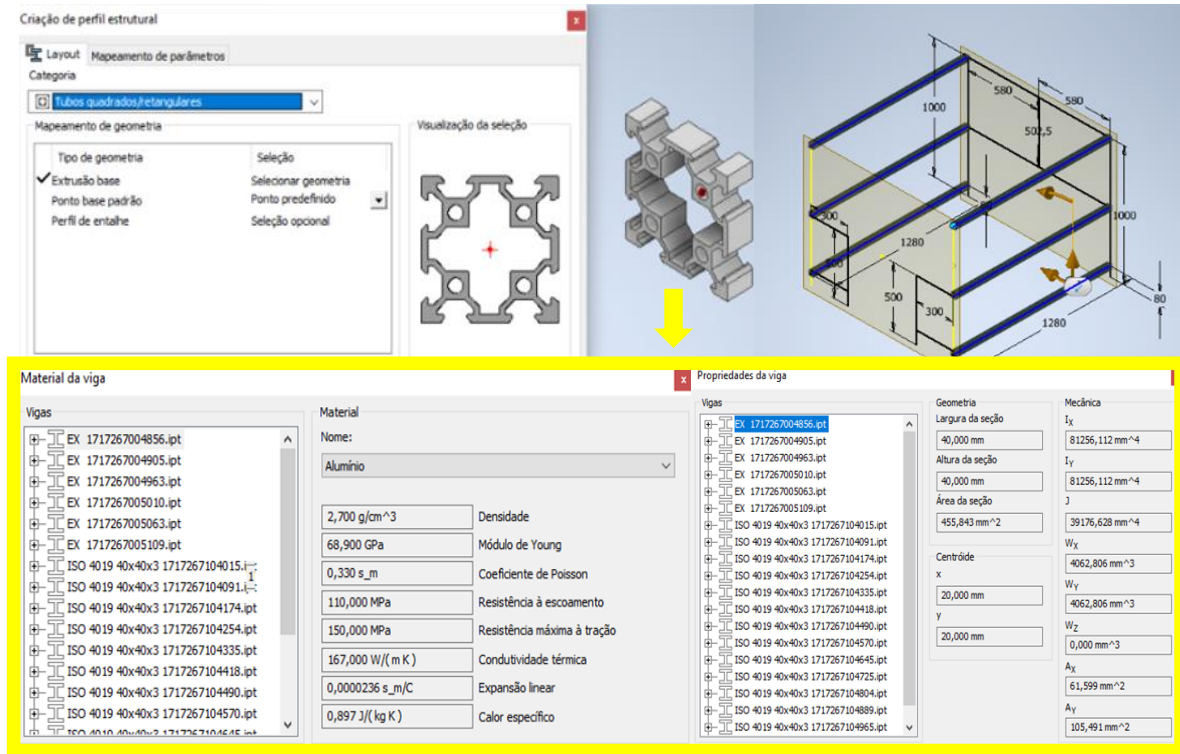 Criação de perfil estrutural
x
Layout
Mapeamento de parâmetros
Categoria
Tubos quadrados/retangulares
Mapeamento de geometria
Visualização da seleção
Tipo de geometria
Seleção
Extrusão base
Selecionar geometria
Ponto base padrão
Ponto predefinido
Perfil de entalhe
Seleção opcional
1000
580
580
502,5
1000
300
1280
500
300
80
1280
Material da viga
x
Vigas
EX 1717267004856.ipt
EX 1717267004905.ipt
EX 1717267004963.ipt
EX 1717267005010.ipt
EX 1717267005063.ipt
EX 1717267005109.ipt
ISO 4019 40x40x3 1717267104015.i
1
ISO 4019 40x40x3 1717267104091.i
ISO 4019 40x40x3 1717267104174.ipt
ISO 4019 40x40x3 1717267104254.ipt
ISO 4019 40x40x3 1717267104335.ipt
ISO 4019 40x40x3 1717267104418.ipt
ISO 4019 40x40x3 1717267104490.ipt
ISO 4019 40x40x3 1717267104570.ipt
ISO 4019 40x40x3 1717267104645.ipt
Material
Nome:
Alumínio
2,700 g/cm^3 Densidade
68,900 GPa Módulo de Young
0,330 s_m Coeficiente de Poisson
110,000 MPa Resistência à escoamento
150,000 MPa Resistência máxima à tração
167,000 W/( m K ) Condutividade térmica
0,0000236 s_m/C Expansão linear
0,897 J/( kg K ) Calor específico
Propriedades da viga
Vigas
EX 1717267004856.ipt
EX 1717267004905.ipt
EX 1717267004963.ipt
EX 1717267005010.ipt
EX 1717267005063.ipt
EX 1717267005109.ipt
ISO 4019 40x40x3 1717267104015.ipt
ISO 4019 40x40x3 1717267104091.ipt
ISO 4019 40x40x3 1717267104174.ipt
ISO 4019 40x40x3 1717267104254.ipt
ISO 4019 40x40x3 1717267104335.ipt
ISO 4019 40x40x3 1717267104418.ipt
ISO 4019 40x40x3 1717267104490.ipt
ISO 4019 40x40x3 1717267104570.ipt
ISO 4019 40x40x3 1717267104645.ipt
ISO 4019 40x40x3 1717267104725.ipt
ISO 4019 40x40x3 1717267104804.ipt
ISO 4019 40x40x3 1717267104889.ipt
ISO 4019 40x40x3 1717267104965.ipt
Geometria
Largura da seção
40,000 mm
Altura da seção
40,000 mm
Área da seção
455,843 mm^2
Centróide
x
20,000 mm
y
20,000 mm
Mecânica
IX
81256,112 mm^4
IY
81256,112 mm^4
J
39176,628 mm^4
WX
4062,806 mm^3
WY
4062,806 mm^3
WZ
0,000 mm^3
AX
61,599 mm^2
AY
105,491 mm^2